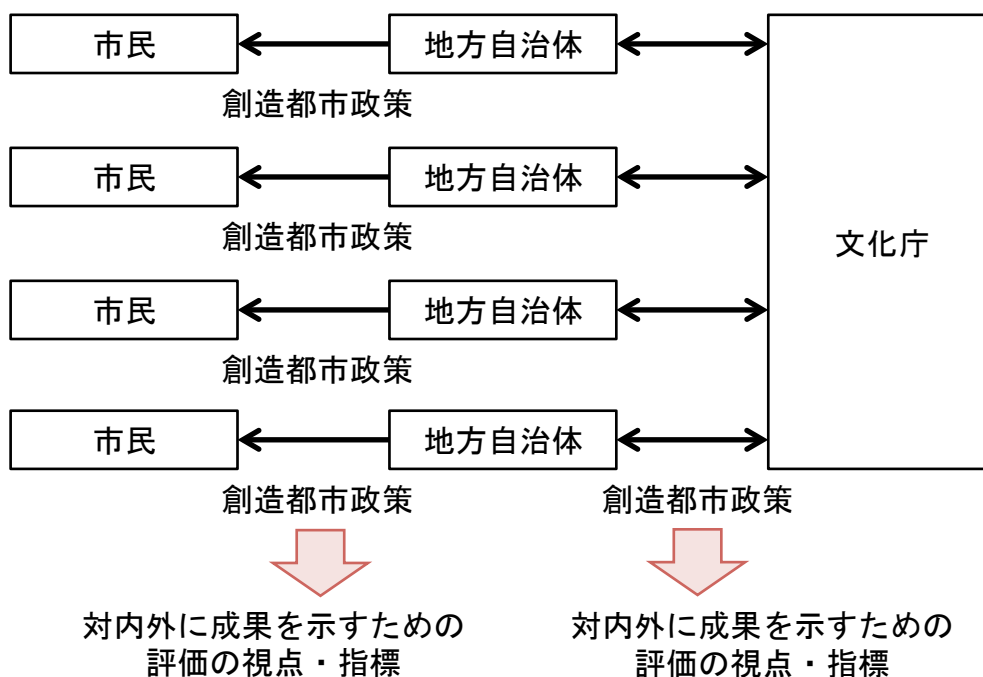 市民
地方自治体
創造都市政策
市民
地方自治体
創造都市政策
文化庁
市民
地方自治体
創造都市政策
市民
地方自治体
創造都市政策
創造都市政策
対内外に成果を示すための
評価の視点・指標
対内外に成果を示すための
評価の視点・指標